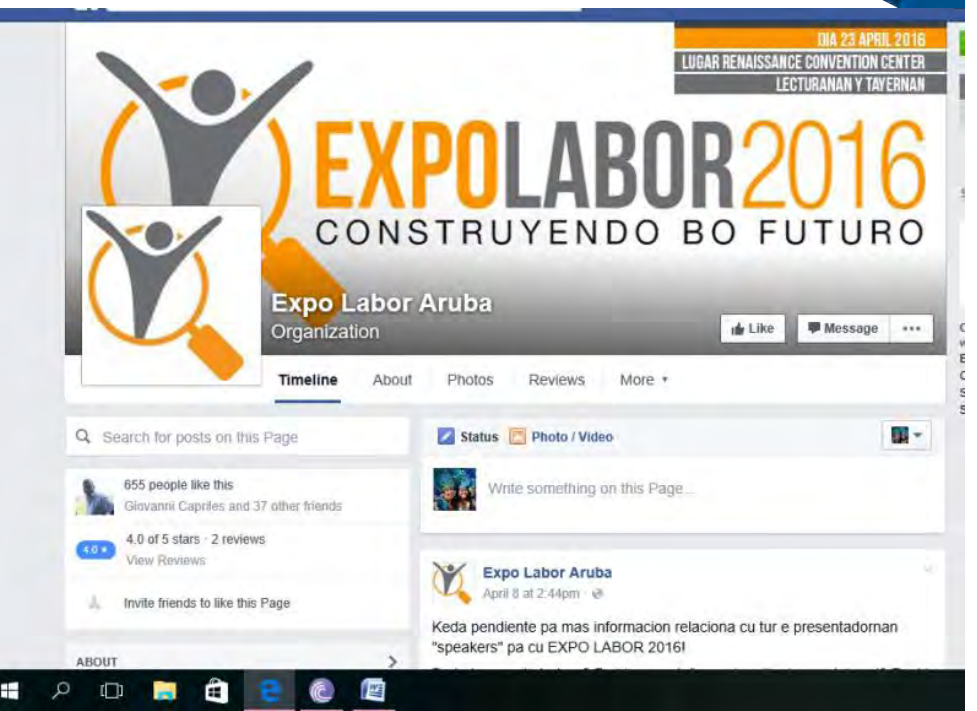 DIA 23 APRIL 2016
LUGAR RENAISSANCE CONVENTION CENTER
LECTURANAN Y TAYERNAN
EXPOLABOR2016
CONSTRUYENDO BO FUTURO
Expo Labor Aruba
Organization
Like
Message
Timeline About Photos Reviews More
Search for posts on this Page
655 people like this
Giovanni Capriles and 37 other friends
4.0
4.0 of 5 stars · 2 reviews
View Reviews
Invite friends to like this Page
ABOUT
Status Photo / Video
Write something on this Page...
Expo Labor Aruba
April 8 at 2:44pm ·
Keda pendiente pa mas informacion relaciona cu tur e presentadornan
"speakers" pa cu EXPO LABOR 2016!